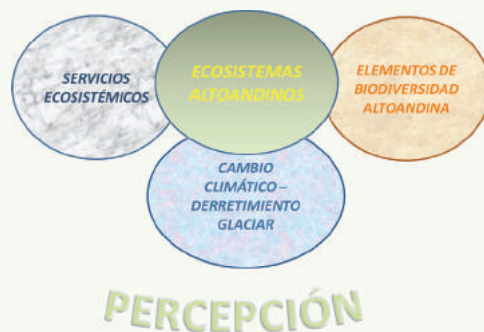 SERVICIOS
ECOSISTÉMICOS
ECOSISTEMAS
ALTOANDINOS
ELEMENTOS DE
BIODIVERSIDAD
ALTOANDINA
CAMBIO
CLIMÁTICO –
DERRETIMIENTO
GLACIAR
PERCEPCIÓN